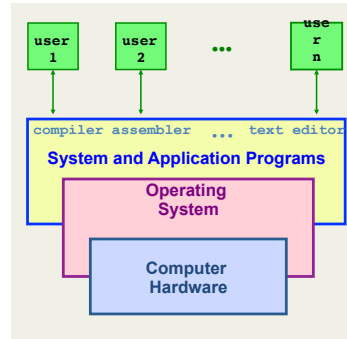 user user ... use
1 2 r
n
compiler assembler ... text editor
System and Application Programs
Operating
System
Computer
Hardware